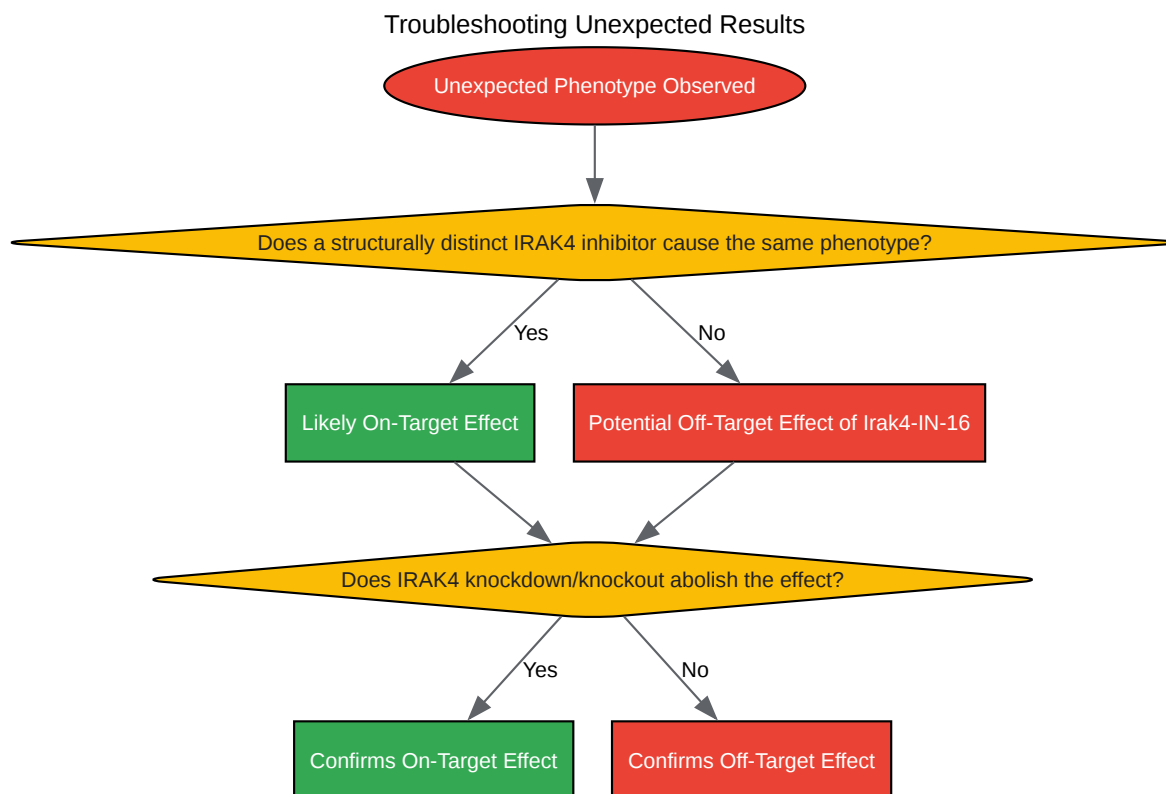 Troubleshooting Unexpected Results
Unexpected Phenotype Observed
Does a structurally distinct IRAK4 inhibitor cause the same phenotype?
Yes
No
Likely On-Target Effect
Potential Off-Target Effect of Irak4-IN-16
Does IRAK4 knockdown/knockout abolish the effect?
Yes
No
Confirms On-Target Effect
Confirms Off-Target Effect